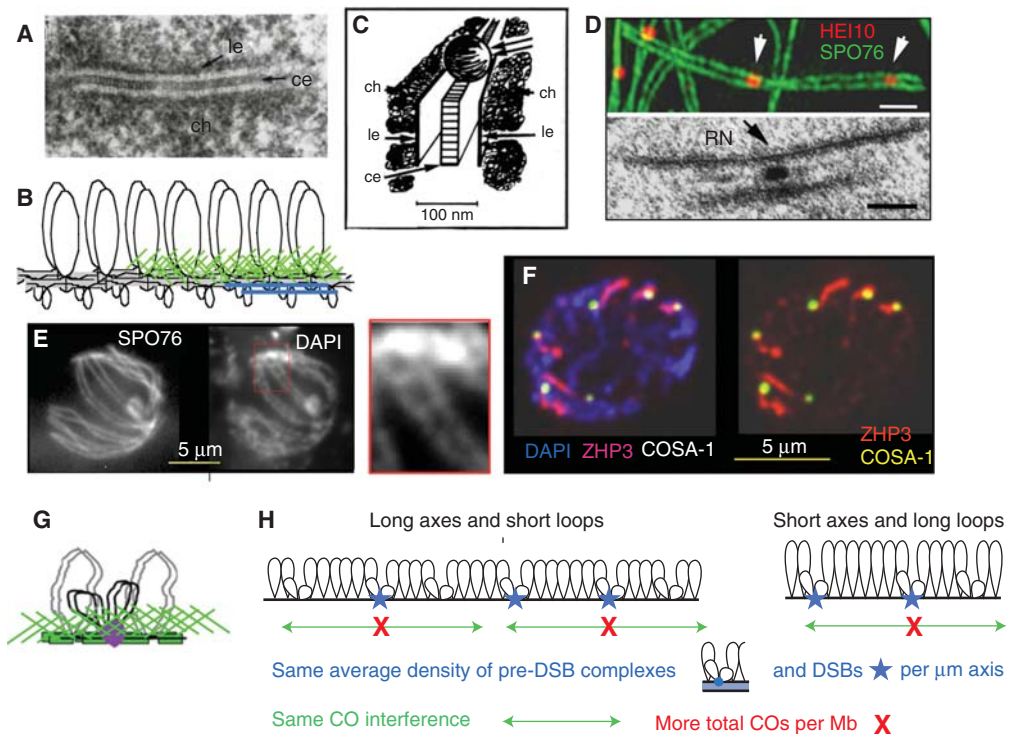 A
le
ce
ch
B
C
ch
ch
le
le
ce
100 nm
D
HEI10
SPO76
RN
E
SPO76
DAPI
5 μm
F
DAPI ZHP3 COSA-1
5 μm
ZHP3
COSA-1
G
H
Long axes and short loops
Short axes and long loops
X
X
X
Same average density of pre-DSB complexes
and DSBs ★ per μm axis
Same CO interference
More total COs per Mb X